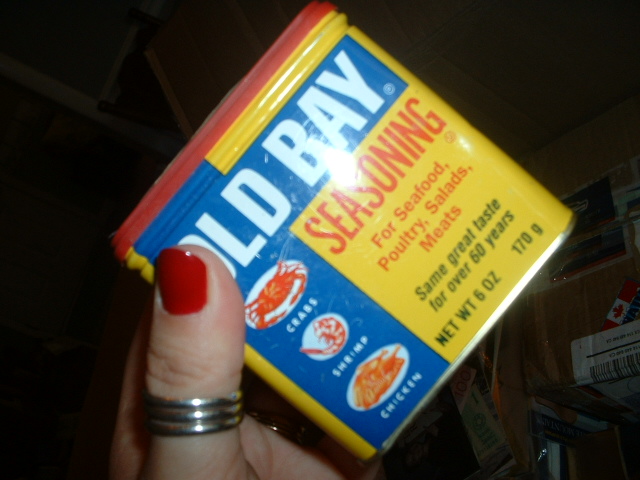 OLD BAY®
SEASONING®
For Seafood,
Poultry, Salads,
Meats
Same great taste
for over 60 years
NET WT 6 OZ 170 g
CRABS
SHRIMP
CHICKEN